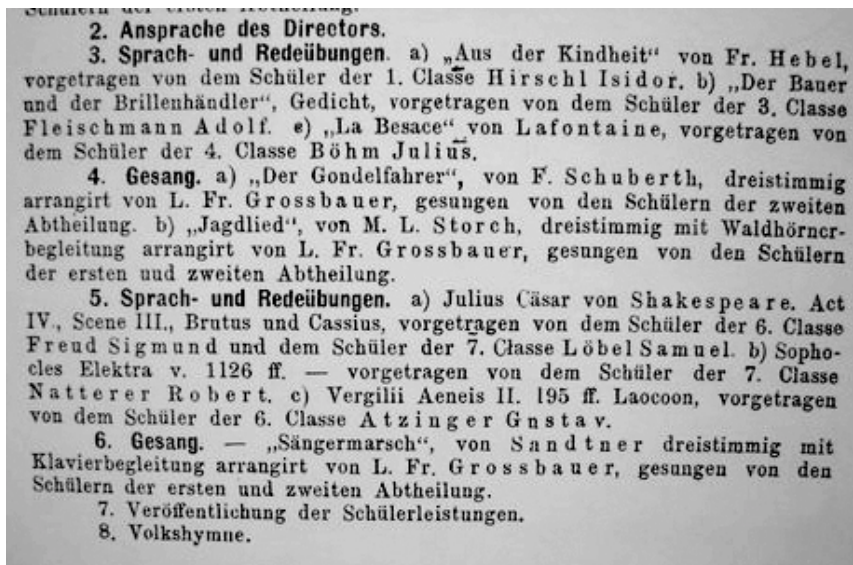 Schülern der ersten Abtheilung.
2. Ansprache des Directors.
3. Sprach- und Redeübungen. a) „Aus der Kindheit“ von Fr. Hebel,
vorgetragen von dem Schüler der 1. Classe Hirschl Isidor. b) „Der Bauer
und der Brillenhändler“, Gedicht, vorgetragen von dem Schüler der 3. Classe
Fleischmann Adolf. c) „La Besace“ von Lafontaine, vorgetragen von
dem Schüler der 4. Classe Böhm Julius.
4. Gesang. a) „Der Gondelfahrer“, von F. Schuberth, dreistimmig
arrangirt von L. Fr. Grossbauer, gesungen von den Schülern der zweiten
Abtheilung. b) „Jagdlied“, von M. L. Storch, dreistimmig mit Waldhörner-
begleitung arrangirt von L. Fr. Grossbauer, gesungen von den Schülern
der ersten und zweiten Abtheilung.
5. Sprach- und Redeübungen. a) Julius Cäsar von Shakespeare. Act
IV., Scene III., Brutus und Cassius, vorgetragen von dem Schüler der 6. Classe
Freud Sigmund und dem Schüler der 7. Classe Löbel Samuel. b) Sopho-
cles Elektra v. 1126 ff. — vorgetragen von dem Schüler der 7. Classe
Natterer Robert. c) Vergilii Aeneis II. 195 ff. Laocoon, vorgetragen
von dem Schüler der 6. Classe Atzinger Gustav.
6. Gesang. — „Sängermarsch“, von Sandtner dreistimmig mit
Klavierbegleitung arrangirt von L. Fr. Grossbauer, gesungen von den
Schülern der ersten und zweiten Abtheilung.
7. Veröffentlichung der Schülerleistungen.
8. Volkshymne.